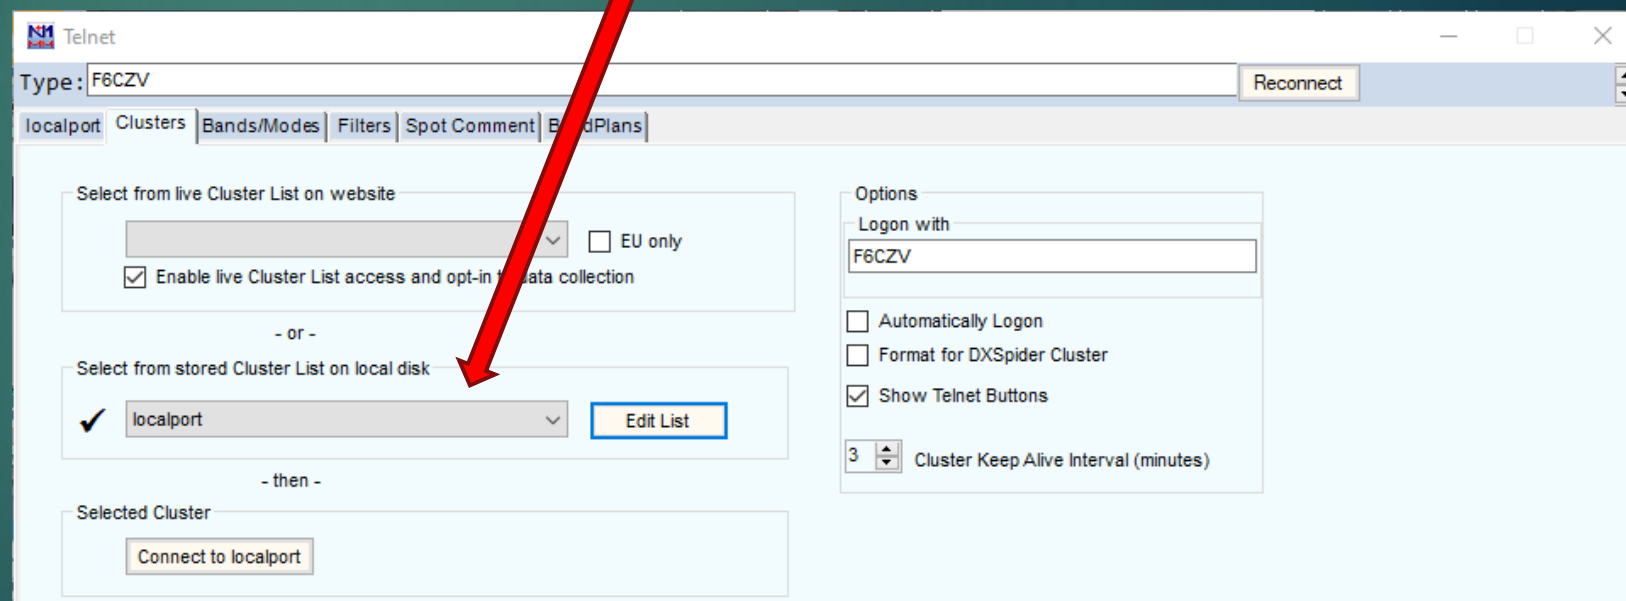 Telnet
Type: F6CZV
Reconnect
localport Clusters Bands/Modes Filters Spot Comment
Select from live Cluster List on website
EU only
Enable live Cluster List access and opt-in data collection
- or -
Select from stored Cluster List on local disk
localport
Edit List
- then -
Selected Cluster
Connect to localport
Options
Logon with
F6CZV
Automatically Logon
Format for DXSpider Cluster
Show Telnet Buttons
3 Cluster Keep Alive Interval (minutes)